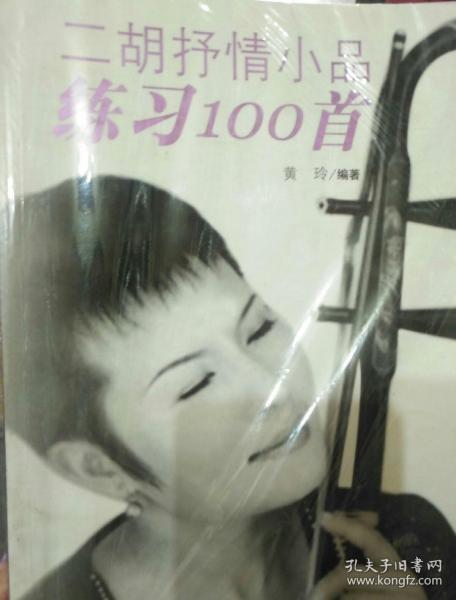 二胡抒情小品
练习100首
黄 玲/编著
孔夫子旧书网
www.kongfz.com